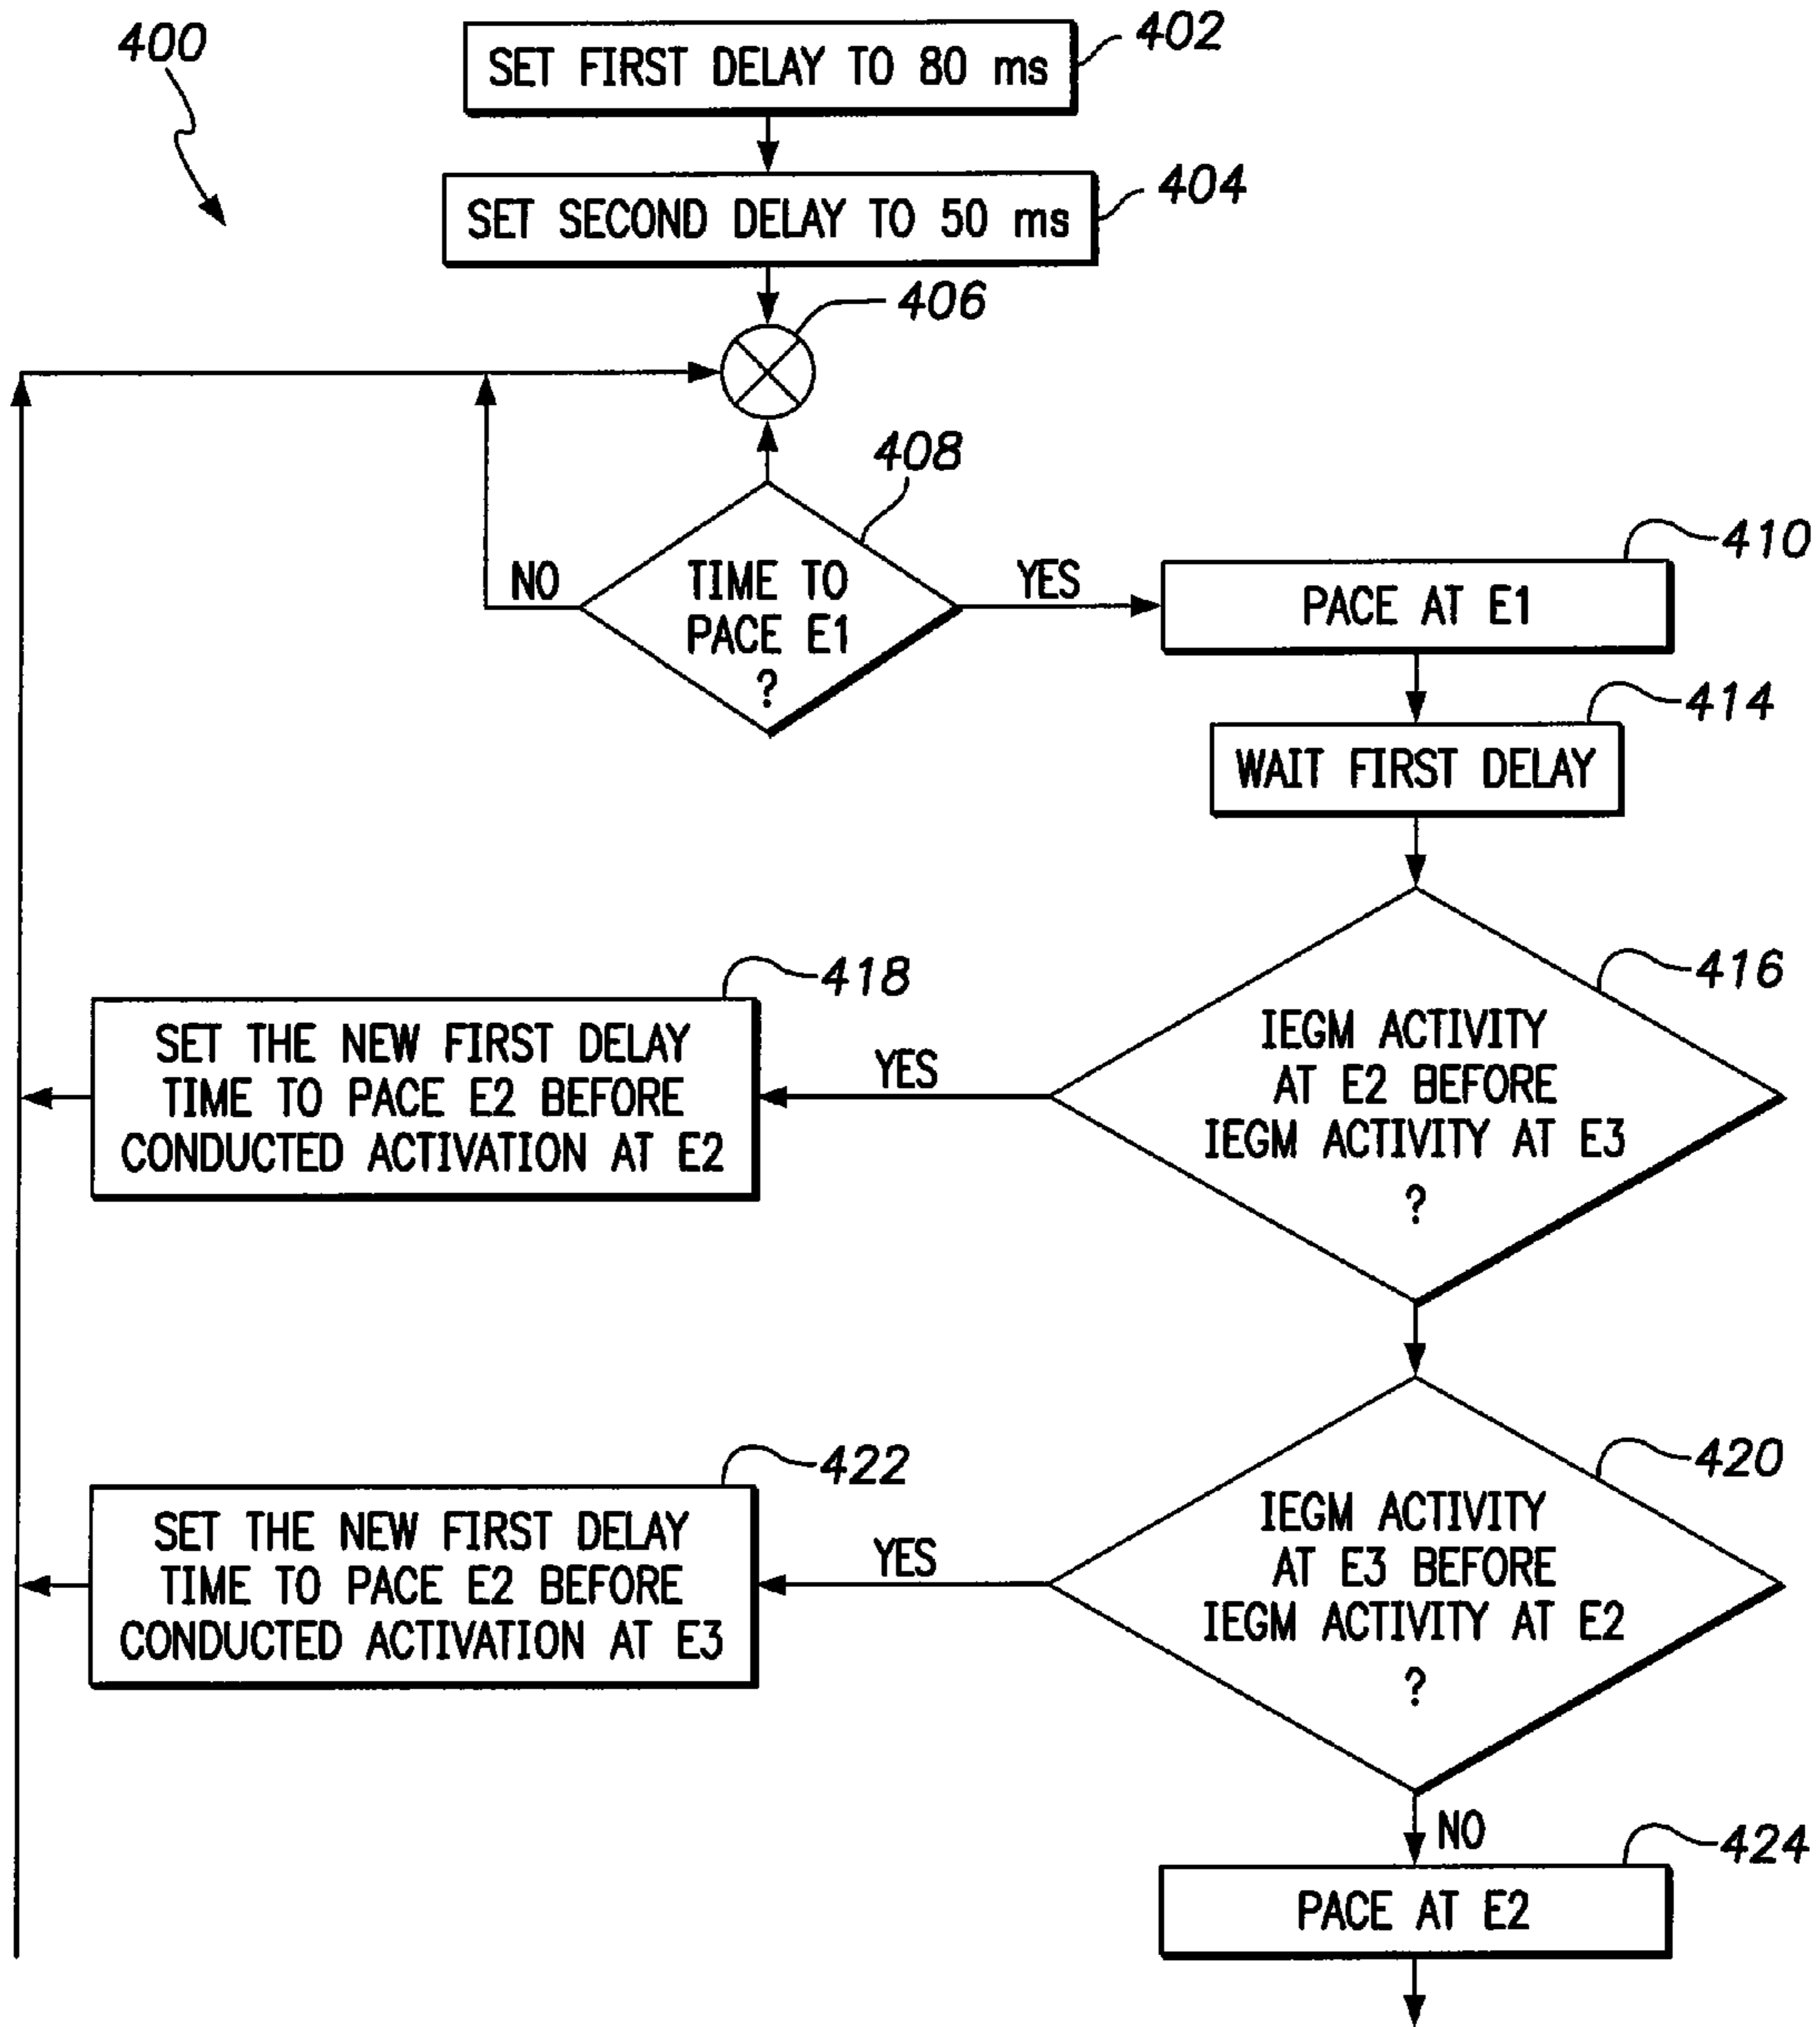 400
402
SET FIRST DELAY TO 80 ms
404
SET SECOND DELAY TO 50 ms
406
408
TIME TO
PACE E1
?
NO
YES
410
PACE AT E1
414
WAIT FIRST DELAY
416
IEGM ACTIVITY
AT E2 BEFORE
IEGM ACTIVITY AT E3
?
YES
418
SET THE NEW FIRST DELAY
TIME TO PACE E2 BEFORE
CONDUCTED ACTIVATION AT E2
420
IEGM ACTIVITY
AT E3 BEFORE
IEGM ACTIVITY AT E2
?
YES
422
SET THE NEW FIRST DELAY
TIME TO PACE E2 BEFORE
CONDUCTED ACTIVATION AT E3
NO
424
PACE AT E2